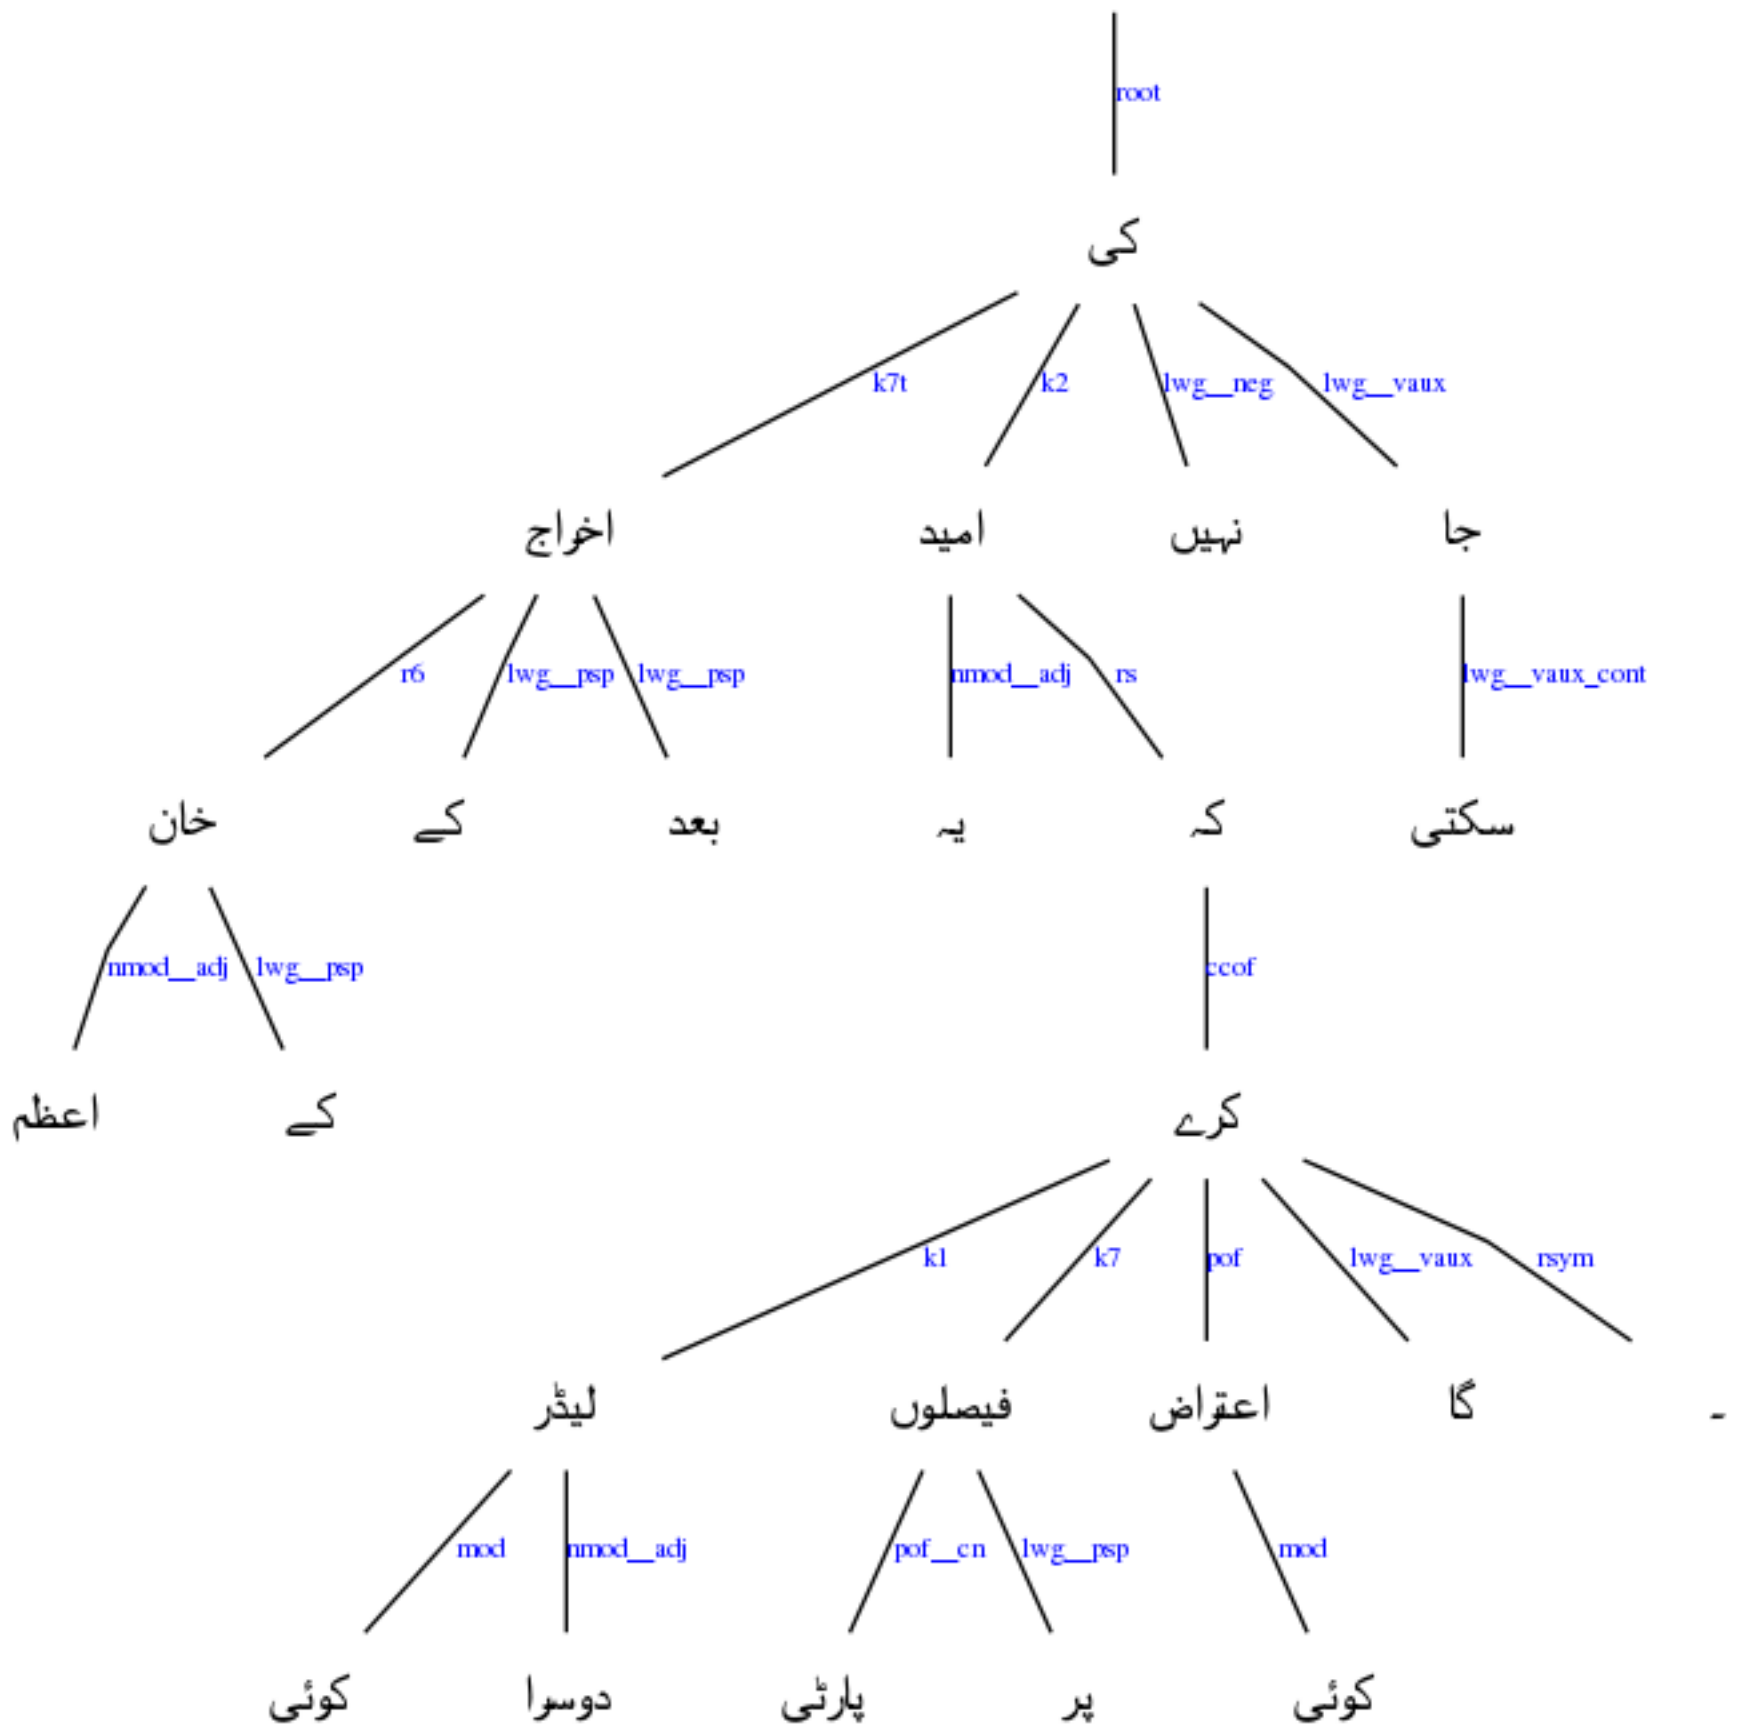 root
کی
k7t k2 lwg__neg lwg__vaux
اخراج امید نہیں جا
r6 lwg__psp lwg__psp nmod__adj rs lwg__vaux_cont
خان کے بعد یہ کہ سکتی
nmod__adj lwg__psp ccof
اعظم کے کرے
k1 k7 pof lwg__vaux rsym
لیڈر فیصلوں اعتراض گا ۔
mod nmod__adj pof__cn lwg__psp mod
کوئی دوسرا پارٹی پر کوئی